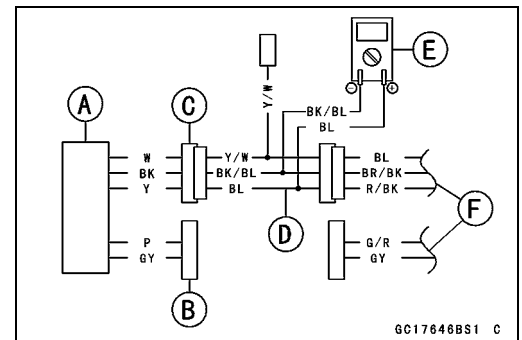 E
A
C
Y/W
- +
BK/BL
BL
W Y/W BL
BK BK/BL BR/BK
Y BL R/BK
F
D
P G/R
GY GY
B
GC17646BS1 C